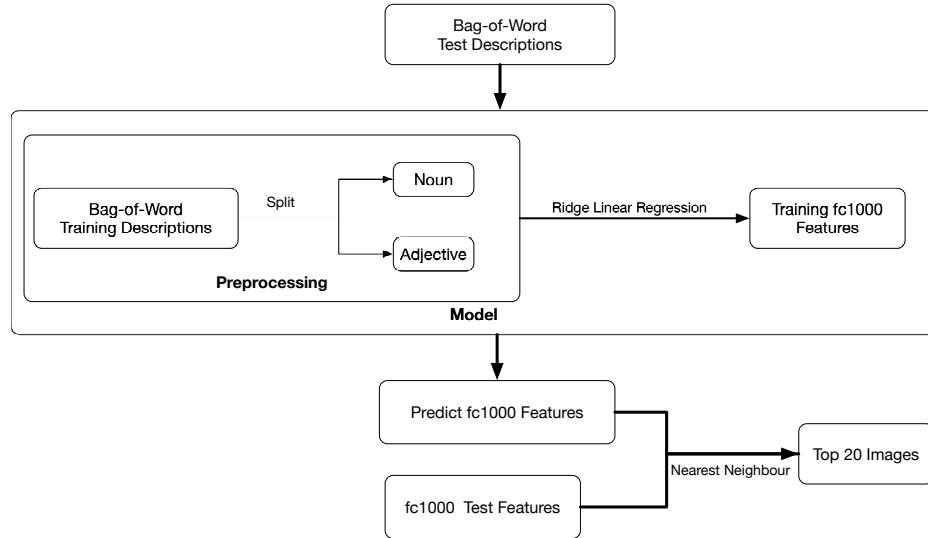 Bag-of-Word
Test Descriptions
Noun
Split
Bag-of-Word
Training Descriptions
Adjective
Preprocessing
Ridge Linear Regression
Training fc1000
Features
Model
Predict fc1000 Features
Top 20 Images
Nearest Neighbour
fc1000 Test Features